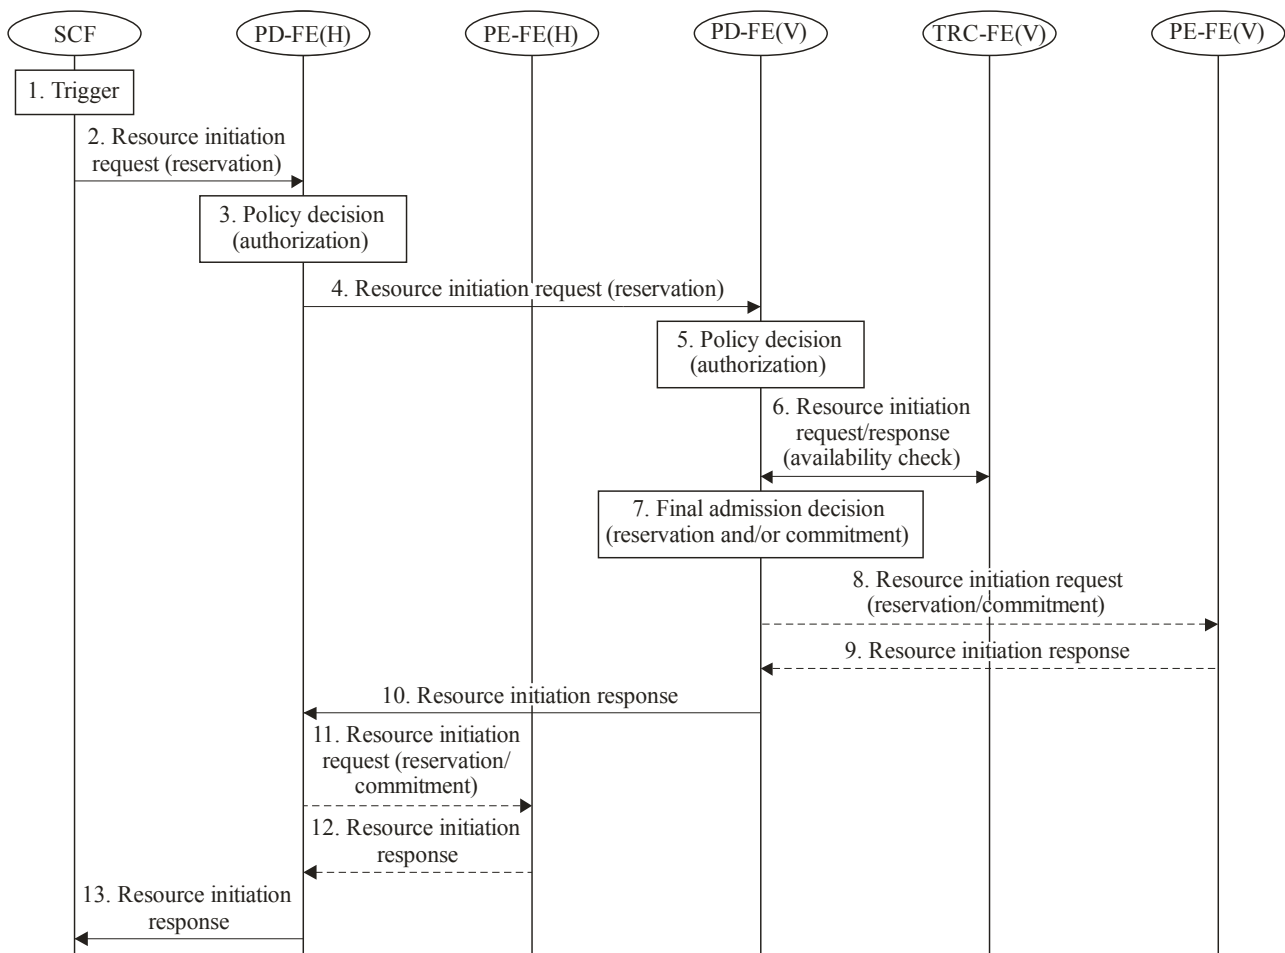 SCF
PD-FE(H)
PE-FE(H)
PD-FE(V)
TRC-FE(V)
PE-FE(V)
1. Trigger
2. Resource initiation
request (reservation)
3. Policy decision
(authorization)
4. Resource initiation request (reservation)
5. Policy decision
(authorization)
6. Resource initiation
request/response
(availability check)
7. Final admission decision
(reservation and/or commitment)
8. Resource initiation request
(reservation/commitment)
9. Resource initiation response
10. Resource initiation response
11. Resource initiation
request (reservation/
commitment)
12. Resource initiation
response
13. Resource initiation
response